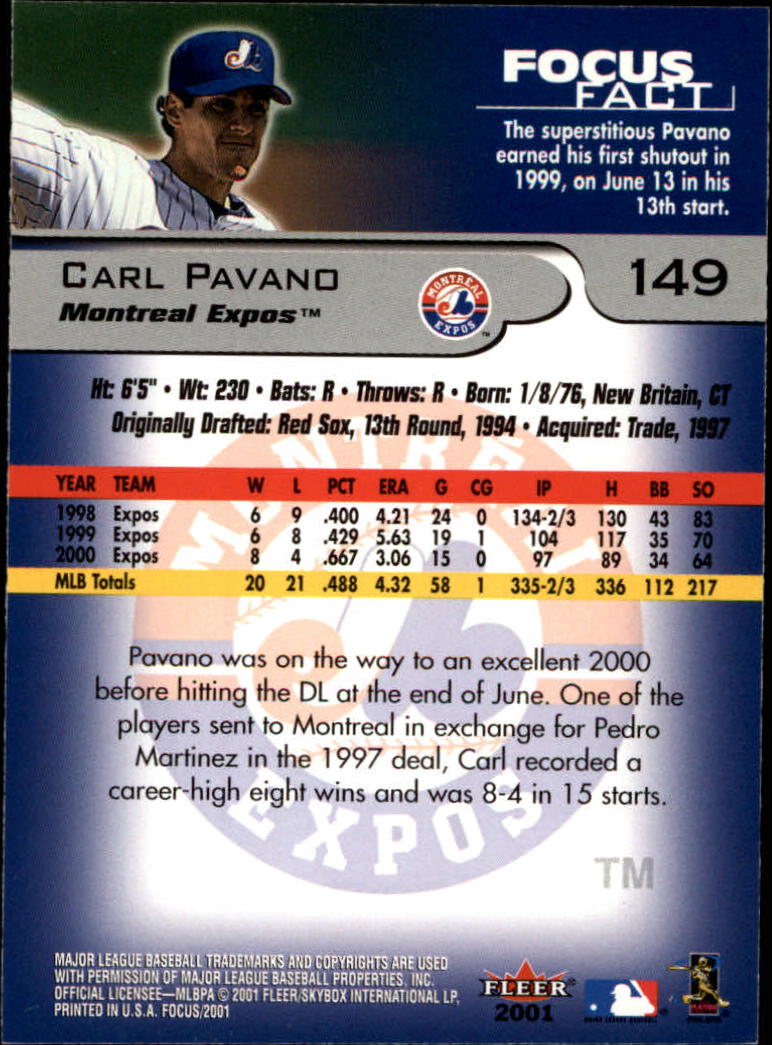 FOCUS
FACT
The superstitious Pavano
earned his first shutout in
1999, on June 13 in his
13th start.
CARL PAVANO
Montreal Expos™
MONTREAL
EXPOS
TM
149
Ht: 6'5" • Wt: 230 • Bats: R • Throws: R • Born: 1/8/76, New Britain, CT
Originally Drafted: Red Sox, 13th Round, 1994 • Acquired: Trade, 1997
YEAR TEAM W L PCT ERA G CG IP H BB SO
1998 Expos 6 9 .400 4.21 24 0 134-2/3 130 43 83
1999 Expos 6 8 .429 5.63 19 1 104 117 35 70
2000 Expos 8 4 .667 3.06 15 0 97 89 34 64
MLB Totals 20 21 .488 4.32 58 1 335-2/3 336 112 217
Pavano was on the way to an excellent 2000
before hitting the DL at the end of June. One of the
players sent to Montreal in exchange for Pedro
Martinez in the 1997 deal, Carl recorded a
career-high eight wins and was 8-4 in 15 starts.
MONTREAL
EXPOS
TM
MAJOR LEAGUE BASEBALL TRADEMARKS AND COPYRIGHTS ARE USED
WITH PERMISSION OF MAJOR LEAGUE BASEBALL PROPERTIES, INC.
OFFICIAL LICENSEE—MLBPA © 2001 FLEER/SKYBOX INTERNATIONAL LP,
PRINTED IN U.S.A. FOCUS/2001
FLEER
2001